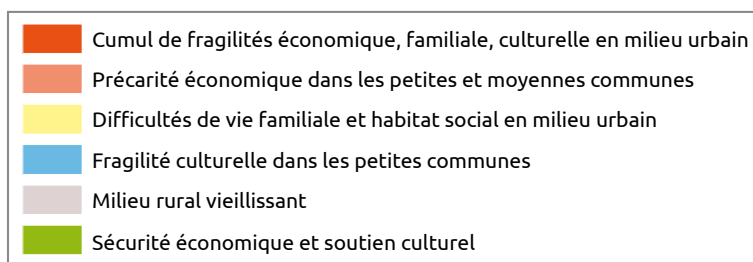 Cumul de fragilités économique, familiale, culturelle en milieu urbain
Précarité économique dans les petites et moyennes communes
Difficultés de vie familiale et habitat social en milieu urbain
Fragilité culturelle dans les petites communes
Milieu rural vieillissant
Sécurité économique et soutien culturel